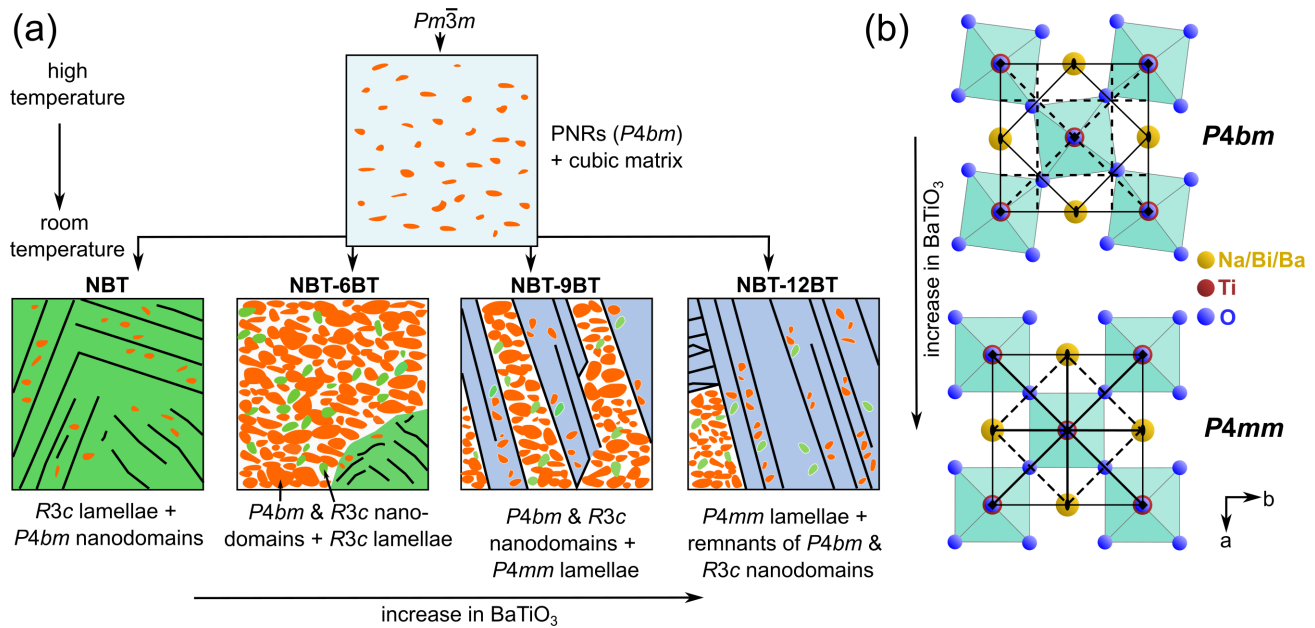 (a)
Pm3̅m
high
temperature
PNRs (P4bm)
+ cubic matrix
room
temperature
NBT
NBT-6BT
NBT-9BT
NBT-12BT
R3c lamellae +
P4bm nanodomains
P4bm & R3c nano-
domains + R3c lamellae
P4bm & R3c
nanodomains +
P4mm lamellae
P4mm lamellae +
remnants of P4bm &
R3c nanodomains
increase in BaTiO₃
(b)
P4bm
increase in BaTiO₃
Na/Bi/Ba
Ti
O
P4mm
b
a